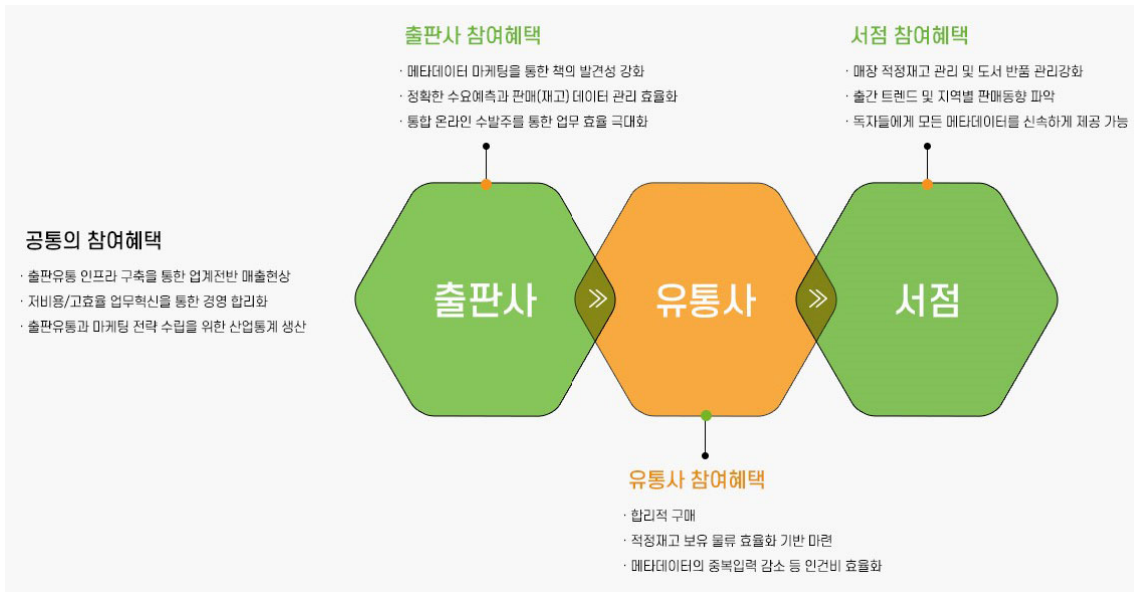 출판사 참여혜택
· 메타데이터 마케팅을 통한 책의 발견성 강화
· 정확한 수요예측과 판매(재고) 데이터 관리 효율화
· 통합 온라인 수발주를 통한 업무 효율 극대화
서점 참여혜택
· 매장 적정재고 관리 및 도서 반품 관리강화
· 출간 트렌드 및 지역별 판매동향 파악
· 독자들에게 모든 메타데이터를 신속하게 제공 가능
공통의 참여혜택
· 출판유통 인프라 구축을 통한 업계전반 매출현상
· 저비용/고효율 업무혁신을 통한 경영 합리화
· 출판유통과 마케팅 전략 수립을 위한 산업통계 생산
출판사
유통사
서점
유통사 참여혜택
· 합리적 구매
· 적정재고 보유 물류 효율화 기반 마련
· 메타데이터의 중복입력 감소 등 인건비 효율화